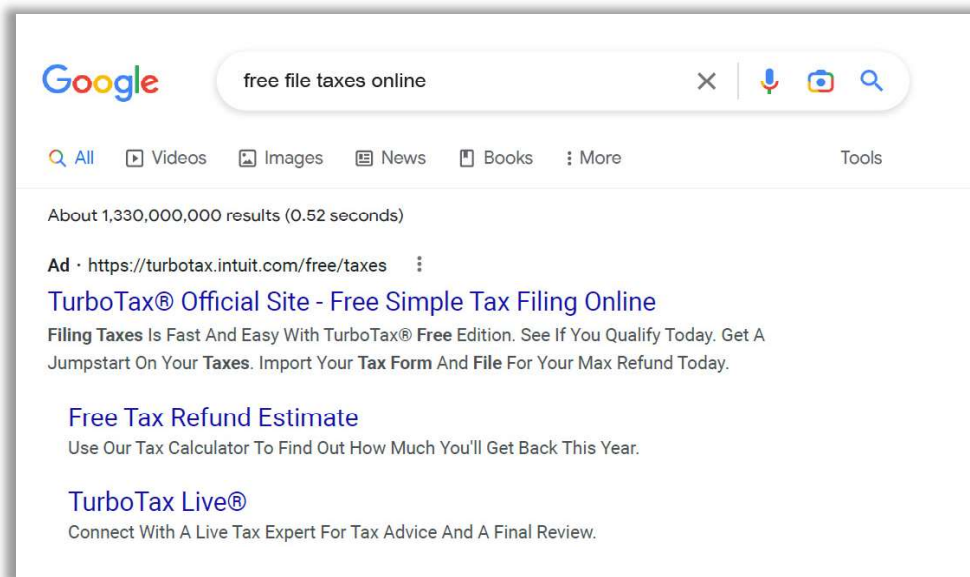 Google
free file taxes online
All Videos Images News Books More Tools
About 1,330,000,000 results (0.52 seconds)
Ad · https://turbotax.intuit.com/free/taxes
TurboTax® Official Site - Free Simple Tax Filing Online
Filing Taxes Is Fast And Easy With TurboTax® Free Edition. See If You Qualify Today. Get A
Jumpstart On Your Taxes. Import Your Tax Form And File For Your Max Refund Today.
Free Tax Refund Estimate
Use Our Tax Calculator To Find Out How Much You'll Get Back This Year.
TurboTax Live®
Connect With A Live Tax Expert For Tax Advice And A Final Review.